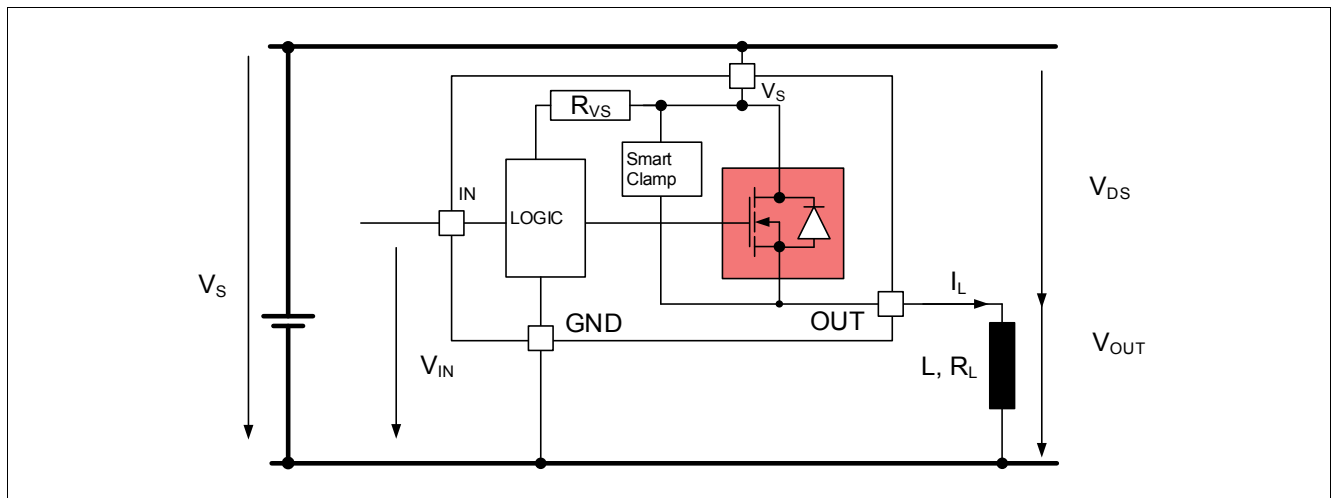 V_S
R_VS
Smart
Clamp
V_DS
IN
LOGIC
V_S
I_L
GND
OUT
V_OUT
V_IN
L, R_L